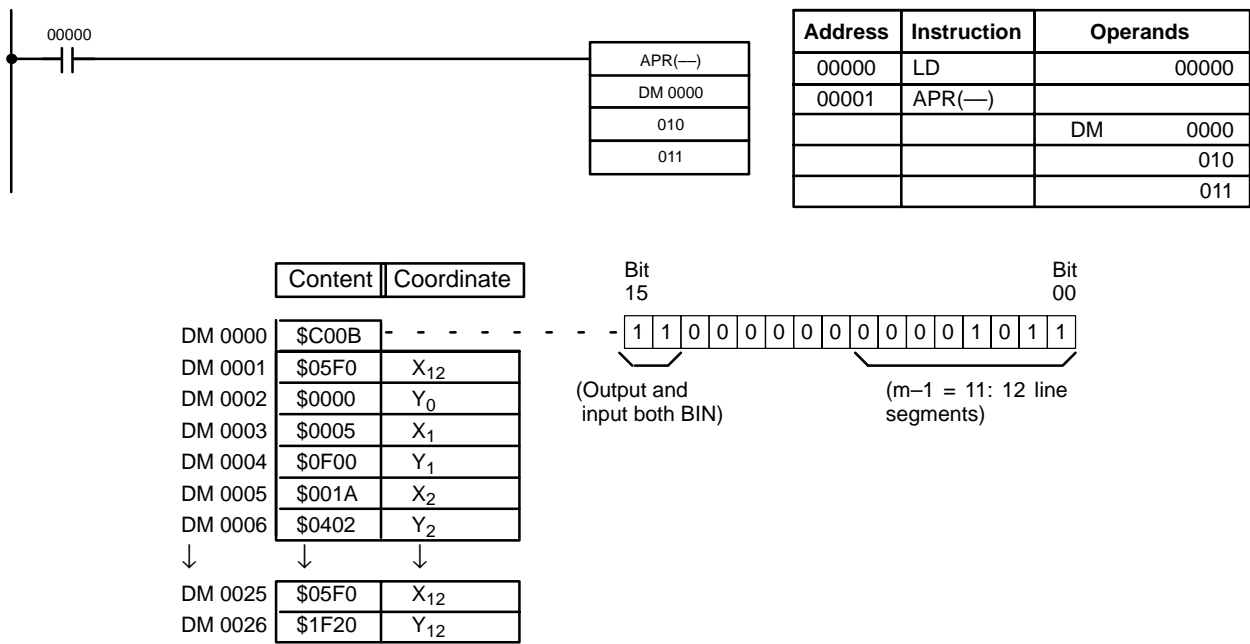 00000
APR(—)
DM 0000
010
011
Address Instruction Operands
00000 LD 00000
00001 APR(—)
DM 0000
010
011
Content Coordinate
DM 0000 $C00B
DM 0001 $05F0 X12
DM 0002 $0000 Y0
DM 0003 $0005 X1
DM 0004 $0F00 Y1
DM 0005 $001A X2
DM 0006 $0402 Y2
↓ ↓ ↓
DM 0025 $05F0 X12
DM 0026 $1F20 Y12
Bit Bit
15 00
1 1 0 0 0 0 0 0 0 0 0 0 1 0 1 1
(Output and
input both BIN)
(m–1 = 11: 12 line
segments)